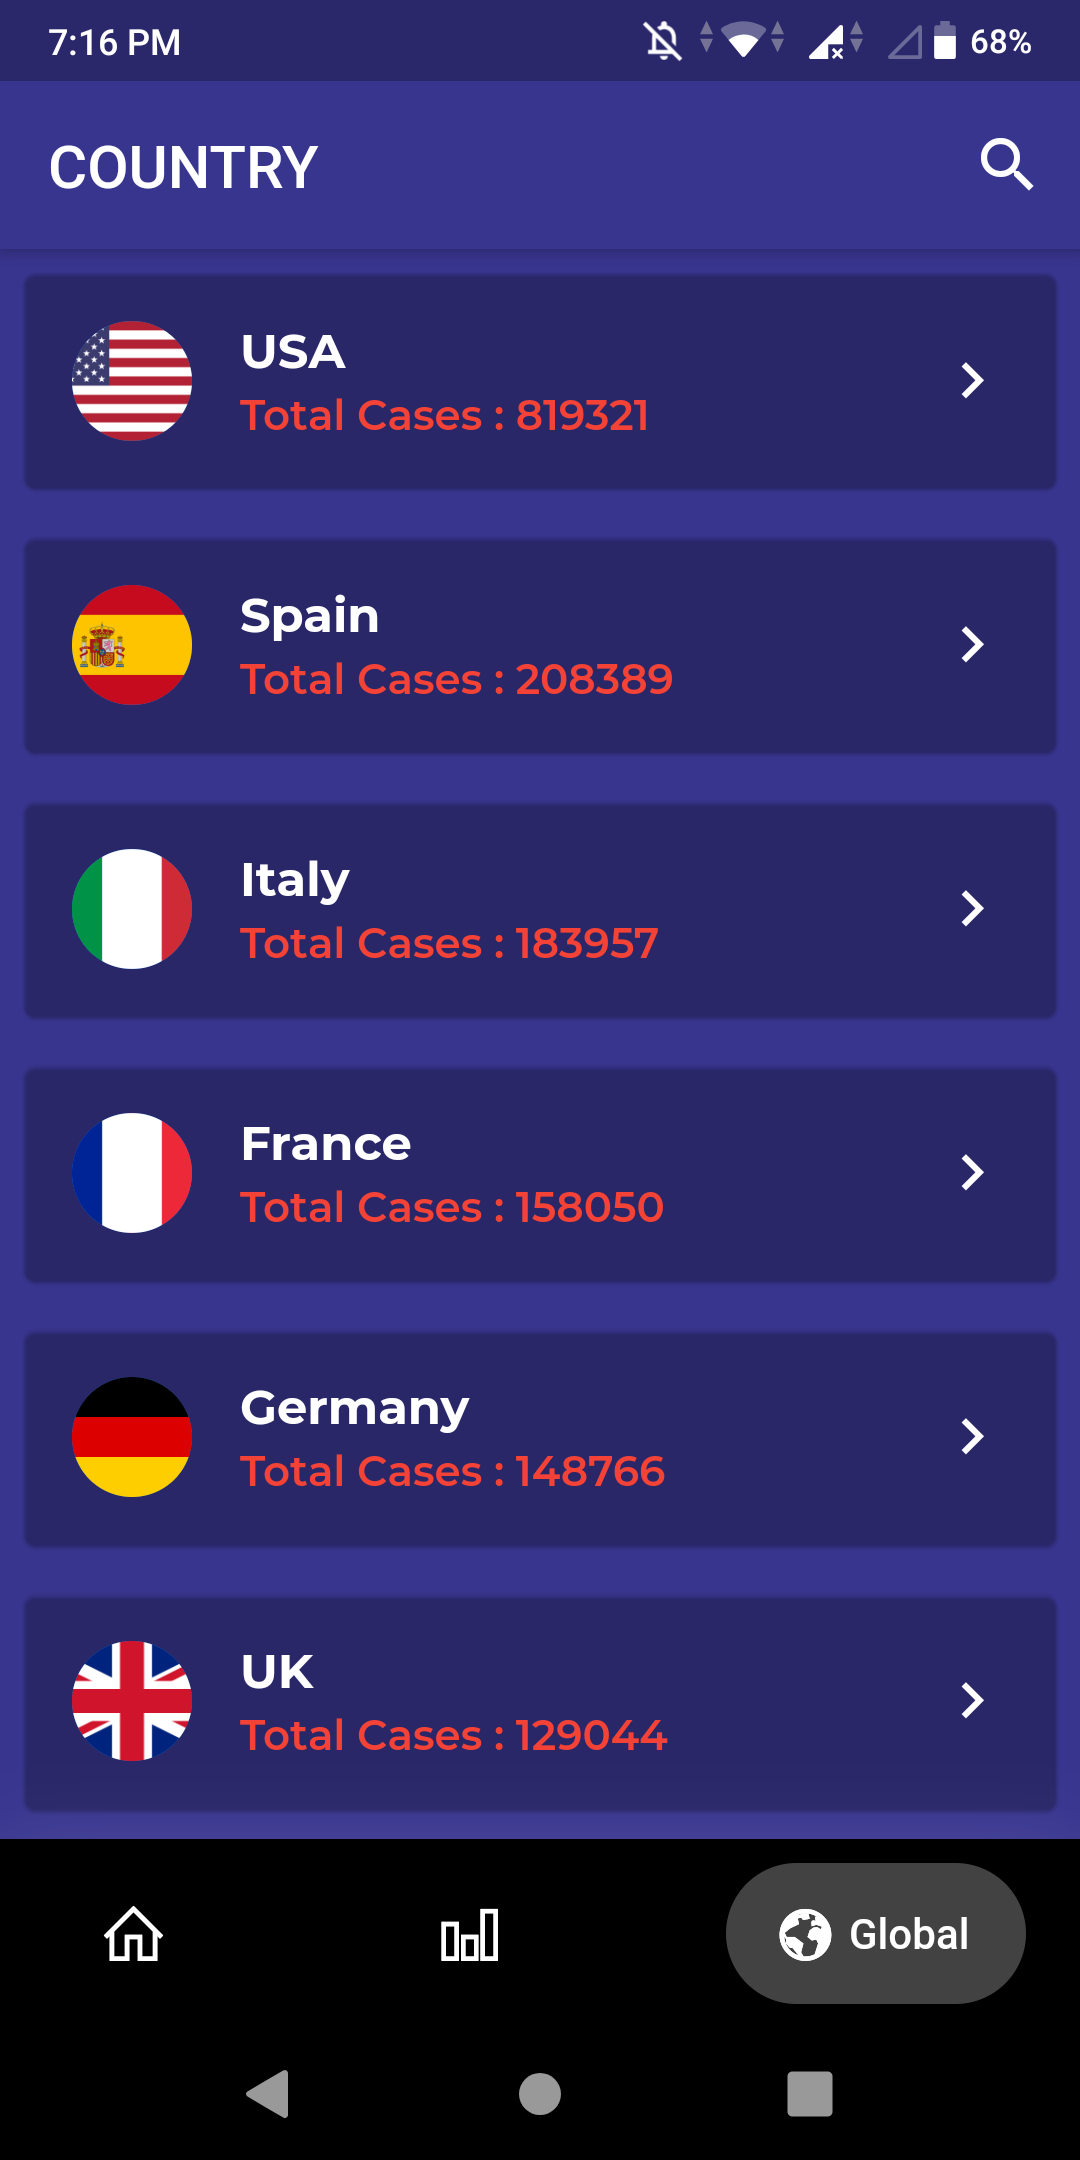 7:16 PM 68%
COUNTRY
USA
Total Cases : 819321
Spain
Total Cases : 208389
Italy
Total Cases : 183957
France
Total Cases : 158050
Germany
Total Cases : 148766
UK
Total Cases : 129044
Global